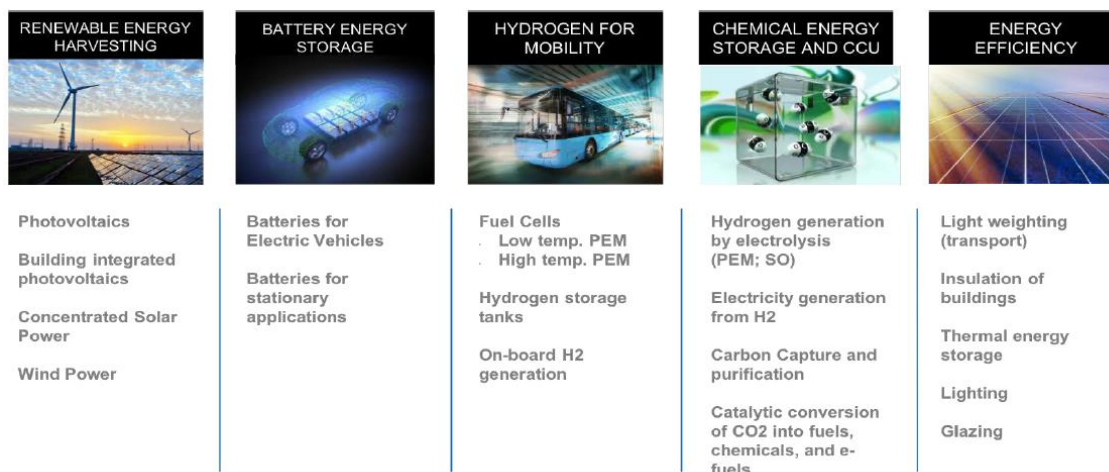 RENEWABLE ENERGY
HARVESTING
BATTERY ENERGY
STORAGE
HYDROGEN FOR
MOBILITY
CHEMICAL ENERGY
STORAGE AND CCU
ENERGY
EFFICIENCY
Photovoltaics
Building integrated
photovoltaics
Concentrated Solar
Power
Wind Power
Batteries for
Electric Vehicles
Batteries for
stationary
applications
Fuel Cells
. Low temp. PEM
. High temp. PEM
Hydrogen storage
tanks
On-board H2
generation
Hydrogen generation
by electrolysis
(PEM; SO)
Electricity generation
from H2
Carbon Capture and
purification
Catalytic conversion
of CO2 into fuels,
chemicals, and e-
fuels
Light weighting
(transport)
Insulation of
buildings
Thermal energy
storage
Lighting
Glazing